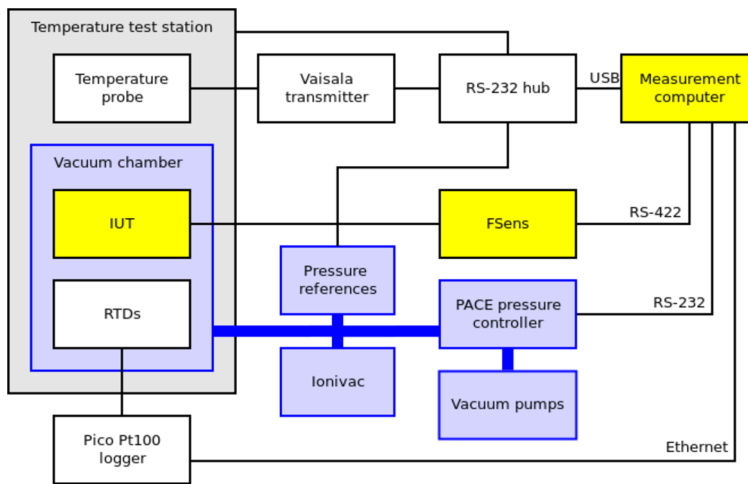 Temperature test station
Temperature
probe
Vaisala
transmitter
RS-232 hub
USB
Measurement
computer
Vacuum chamber
IUT
FSens
RS-422
Pressure
references
RTDs
PACE pressure
controller
RS-232
Ionivac
Vacuum pumps
Pico Pt100
logger
Ethernet